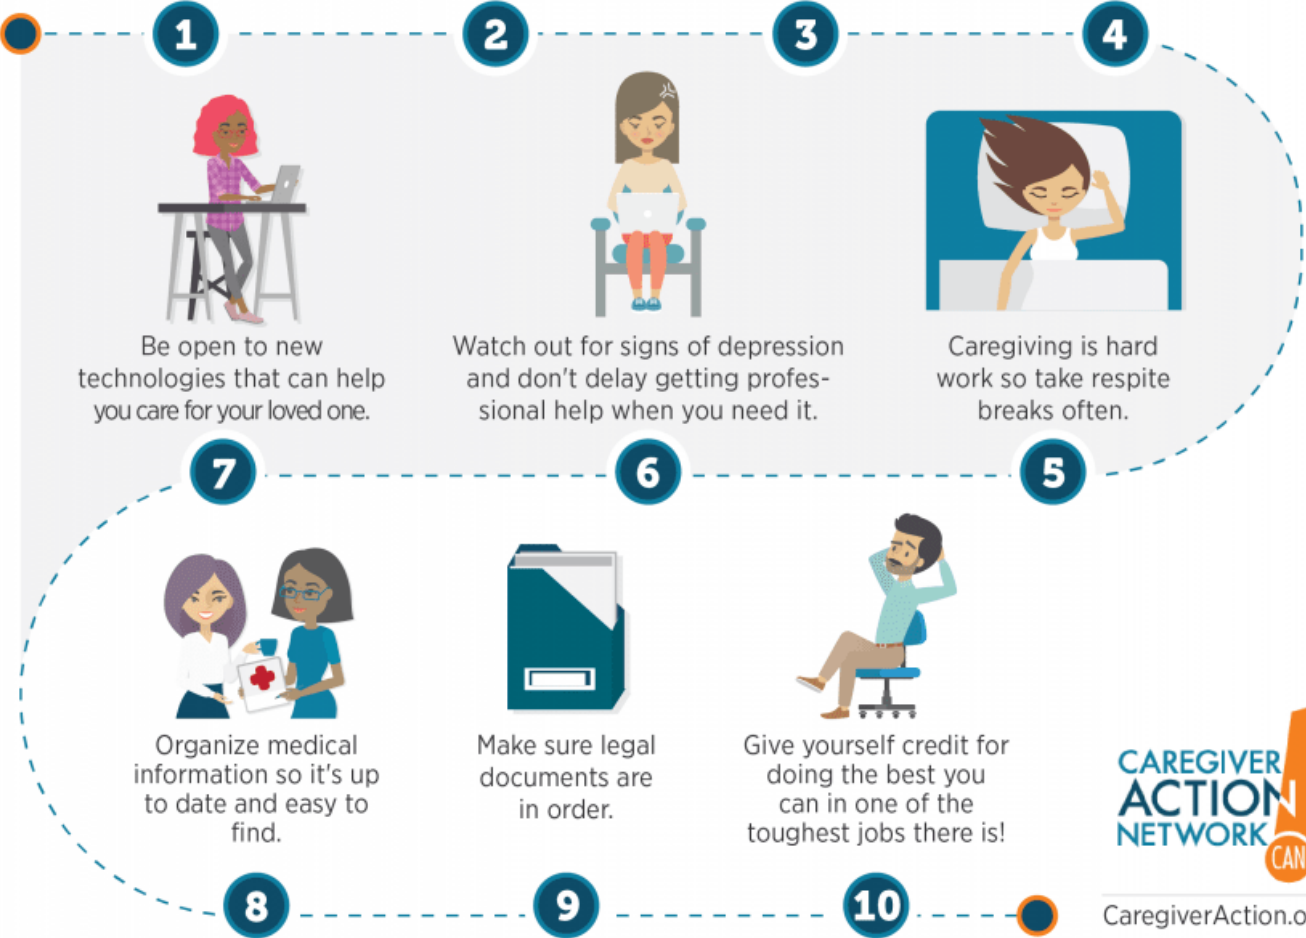 1
2
3
4
Be open to new
technologies that can help
you care for your loved one.
Watch out for signs of depression
and don't delay getting profes-
sional help when you need it.
Caregiving is hard
work so take respite
breaks often.
7
6
5
Organize medical
information so it's up
to date and easy to
find.
Make sure legal
documents are
in order.
Give yourself credit for
doing the best you
can in one of the
toughest jobs there is!
CAREGIVER
ACTION
NETWORK
CAN
8
9
10
CaregiverAction.o